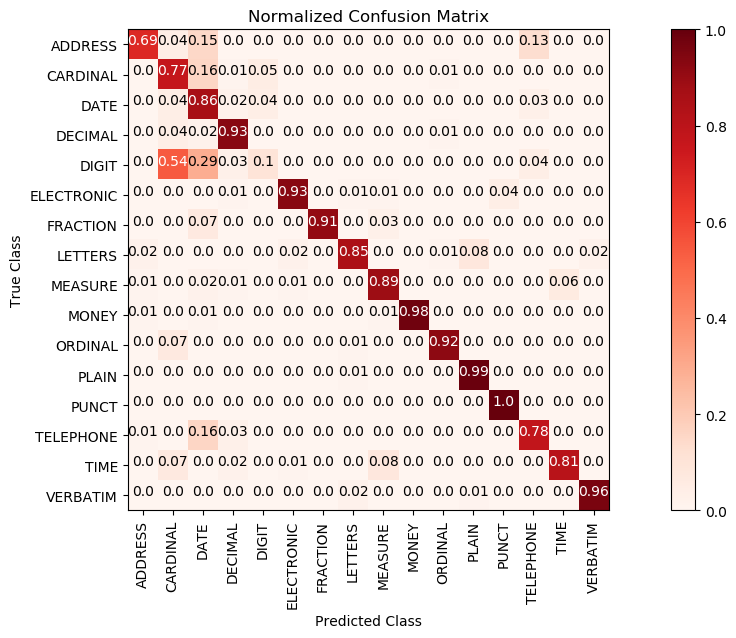 Normalized Confusion Matrix
ADDRESS 0.69 0.04 0.15 0.0 0.0 0.0 0.0 0.0 0.0 0.0 0.0 0.0 0.0 0.13 0.0 0.0
CARDINAL 0.0 0.77 0.16 0.01 0.05 0.0 0.0 0.0 0.0 0.0 0.01 0.0 0.0 0.0 0.0 0.0
DATE 0.0 0.04 0.86 0.02 0.04 0.0 0.0 0.0 0.0 0.0 0.0 0.0 0.0 0.03 0.0 0.0
DECIMAL 0.0 0.04 0.02 0.93 0.0 0.0 0.0 0.0 0.0 0.0 0.01 0.0 0.0 0.0 0.0 0.0
DIGIT 0.0 0.54 0.29 0.03 0.1 0.0 0.0 0.0 0.0 0.0 0.0 0.0 0.0 0.04 0.0 0.0
ELECTRONIC 0.0 0.0 0.0 0.01 0.0 0.93 0.0 0.01 0.01 0.0 0.0 0.0 0.04 0.0 0.0 0.0
FRACTION 0.0 0.0 0.07 0.0 0.0 0.0 0.91 0.0 0.03 0.0 0.0 0.0 0.0 0.0 0.0 0.0
LETTERS 0.02 0.0 0.0 0.0 0.0 0.02 0.0 0.85 0.0 0.0 0.01 0.08 0.0 0.0 0.0 0.02
MEASURE 0.01 0.0 0.02 0.01 0.0 0.01 0.0 0.0 0.89 0.0 0.0 0.0 0.0 0.0 0.06 0.0
MONEY 0.01 0.0 0.01 0.0 0.0 0.0 0.0 0.0 0.01 0.98 0.0 0.0 0.0 0.0 0.0 0.0
ORDINAL 0.0 0.07 0.0 0.0 0.0 0.0 0.0 0.01 0.0 0.0 0.92 0.0 0.0 0.0 0.0 0.0
PLAIN 0.0 0.0 0.0 0.0 0.0 0.0 0.0 0.01 0.0 0.0 0.0 0.99 0.0 0.0 0.0 0.0
PUNCT 0.0 0.0 0.0 0.0 0.0 0.0 0.0 0.0 0.0 0.0 0.0 0.0 1.0 0.0 0.0 0.0
TELEPHONE 0.01 0.0 0.16 0.03 0.0 0.0 0.0 0.0 0.0 0.0 0.0 0.0 0.0 0.78 0.0 0.0
TIME 0.0 0.07 0.0 0.02 0.0 0.01 0.0 0.0 0.08 0.0 0.0 0.0 0.0 0.0 0.81 0.0
VERBATIM 0.0 0.0 0.0 0.0 0.0 0.0 0.0 0.02 0.0 0.0 0.0 0.01 0.0 0.0 0.0 0.96
True Class
ADDRESS
CARDINAL
DATE
DECIMAL
DIGIT
ELECTRONIC
FRACTION
LETTERS
MEASURE
MONEY
ORDINAL
PLAIN
PUNCT
TELEPHONE
TIME
VERBATIM
Predicted Class
1.0
0.8
0.6
0.4
0.2
0.0